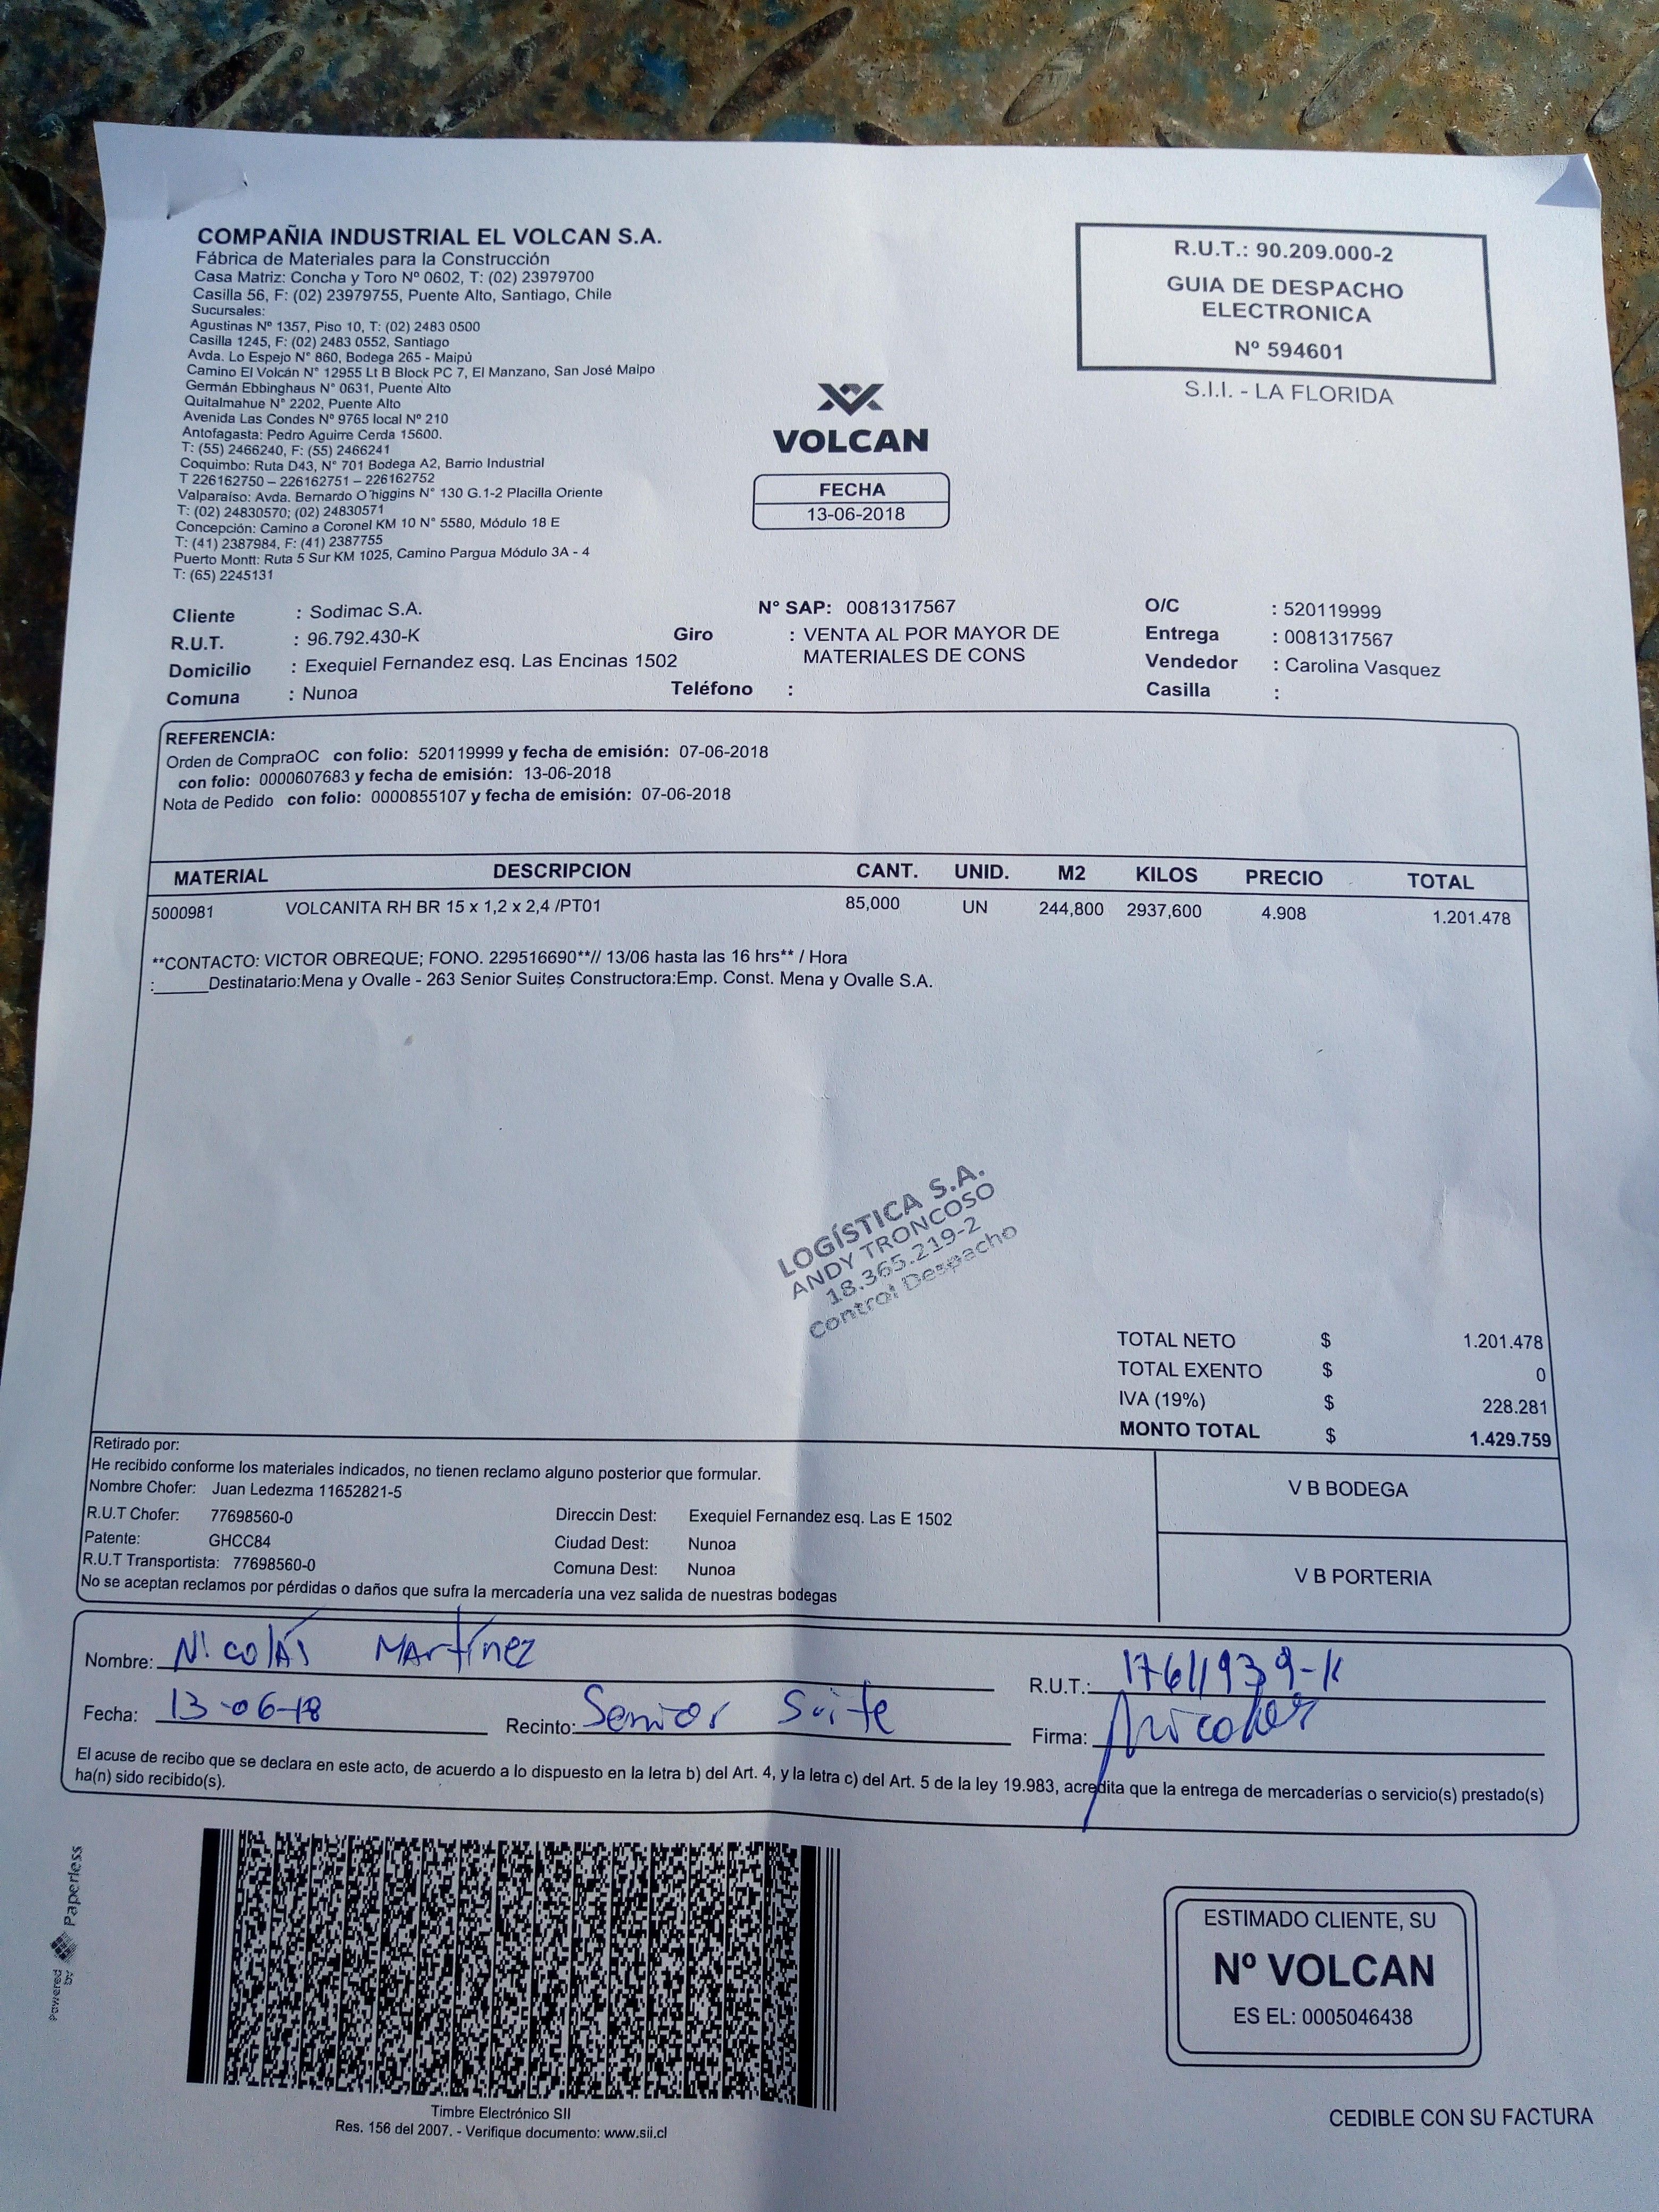 COMPAÑIA INDUSTRIAL EL VOLCAN S.A.
Fábrica de Materiales para la Construcción
Casa Matriz: Concha y Toro Nº 0602, T: (02) 23979700
Casilla 56, F: (02) 23979755, Puente Alto, Santiago, Chile
Sucursales:
Agustinas Nº 1357, Piso 10, T: (02) 2483 0500
Casilla 1245, F: (02) 2483 0552, Santiago
Avda. Lo Espejo N° 860, Bodega 265 - Maipú
Camino El Volcán N° 12955 Lt B Block PC 7, El Manzano, San José Maipo
Germán Ebbinghaus N° 0631, Puente Alto
Quitalmahue N° 2202, Puente Alto
Avenida Las Condes Nº 9765 local Nº 210
Antofagasta: Pedro Aguirre Cerda 15600.
T: (55) 2466240, F: (55) 2466241
Coquimbo: Ruta D43, N° 701 Bodega A2, Barrio Industrial
T 226162750 – 226162751 – 226162752
Valparaíso: Avda. Bernardo O'higgins N° 130 G.1-2 Placilla Oriente
T: (02) 24830570; (02) 24830571
Concepción: Camino a Coronel KM 10 N° 5580, Módulo 18 E
T: (41) 2387984, F: (41) 2387755
Puerto Montt: Ruta 5 Sur KM 1025, Camino Pargua Módulo 3A - 4
T: (65) 2245131
VOLCAN
FECHA
13-06-2018
R.U.T.: 90.209.000-2
GUIA DE DESPACHO
ELECTRONICA
Nº 594601
S.I.I. - LA FLORIDA
Cliente : Sodimac S.A. N° SAP: 0081317567 O/C : 520119999
R.U.T. : 96.792.430-K Giro : VENTA AL POR MAYOR DE Entrega : 0081317567
MATERIALES DE CONS
Domicilio : Exequiel Fernandez esq. Las Encinas 1502 Vendedor : Carolina Vasquez
Comuna : Nunoa Teléfono : Casilla :
REFERENCIA:
Orden de CompraOC con folio: 520119999 y fecha de emisión: 07-06-2018
con folio: 0000607683 y fecha de emisión: 13-06-2018
Nota de Pedido con folio: 0000855107 y fecha de emisión: 07-06-2018
MATERIAL DESCRIPCION CANT. UNID. M2 KILOS PRECIO TOTAL
5000981 VOLCANITA RH BR 15 x 1,2 x 2,4 /PT01 85,000 UN 244,800 2937,600 4.908 1.201.478
**CONTACTO: VICTOR OBREQUE; FONO. 229516690**// 13/06 hasta las 16 hrs** / Hora
:______Destinatario:Mena y Ovalle - 263 Senior Suites Constructora:Emp. Const. Mena y Ovalle S.A.
LOGÍSTICA S.A.
ANDY TRONCOSO
18.365.219-2
Control Despacho
TOTAL NETO $ 1.201.478
TOTAL EXENTO $ 0
IVA (19%) $ 228.281
MONTO TOTAL $ 1.429.759
Retirado por:
He recibido conforme los materiales indicados, no tienen reclamo alguno posterior que formular.
Nombre Chofer: Juan Ledezma 11652821-5
R.U.T Chofer: 77698560-0 Direccin Dest: Exequiel Fernandez esq. Las E 1502
Patente: GHCC84 Ciudad Dest: Nunoa
R.U.T Transportista: 77698560-0 Comuna Dest: Nunoa
No se aceptan reclamos por pérdidas o daños que sufra la mercadería una vez salida de nuestras bodegas
V B BODEGA
V B PORTERIA
Nombre: Nicolás Martínez R.U.T.: 17611939-K
Fecha: 13-06-18 Recinto: Senior Suite Firma:
El acuse de recibo que se declara en este acto, de acuerdo a lo dispuesto en la letra b) del Art. 4, y la letra c) del Art. 5 de la ley 19.983, acredita que la entrega de mercaderías o servicio(s) prestado(s)
ha(n) sido recibido(s).
Powered by Paperless
Timbre Electrónico SII
Res. 156 del 2007. - Verifique documento: www.sii.cl
ESTIMADO CLIENTE, SU
Nº VOLCAN
ES EL: 0005046438
CEDIBLE CON SU FACTURA